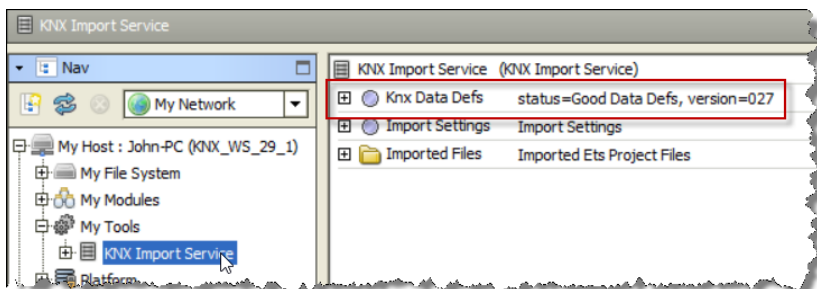 KNX Import Service
Nav
My Network
My Host : John-PC (KNX_WS_29_1)
My File System
My Modules
My Tools
KNX Import Service
Platform
KNX Import Service (KNX Import Service)
Knx Data Defs status=Good Data Defs, version=027
Import Settings Import Settings
Imported Files Imported Ets Project Files